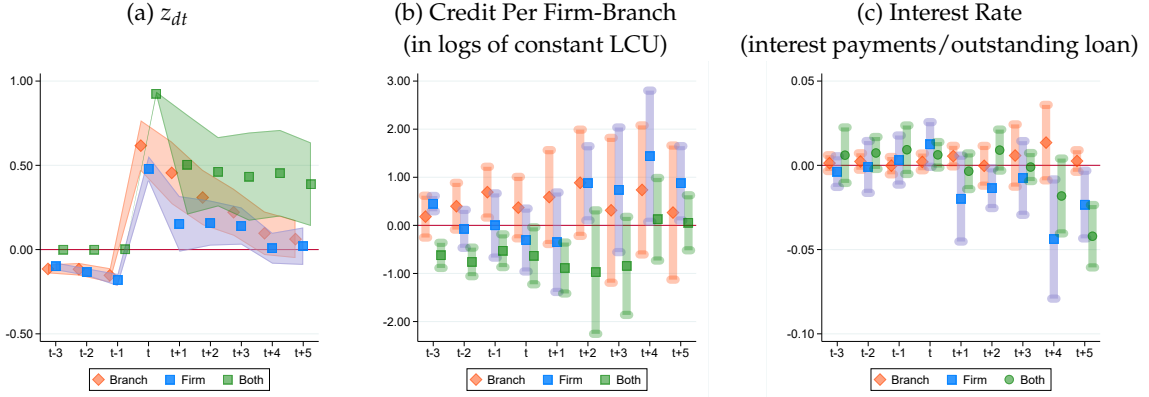 (a) z_dt
(b) Credit Per Firm-Branch
(in logs of constant LCU)
(c) Interest Rate
(interest payments/outstanding loan)
1.00
0.50
0.00
-0.50
t-3 t-2 t-1 t t+1 t+2 t+3 t+4 t+5
Branch Firm Both
3.00
2.00
1.00
0.00
-1.00
-2.00
t-3 t-2 t-1 t t+1 t+2 t+3 t+4 t+5
Branch Firm Both
0.05
0.00
-0.05
-0.10
t-3 t-2 t-1 t t+1 t+2 t+3 t+4 t+5
Branch Firm Both